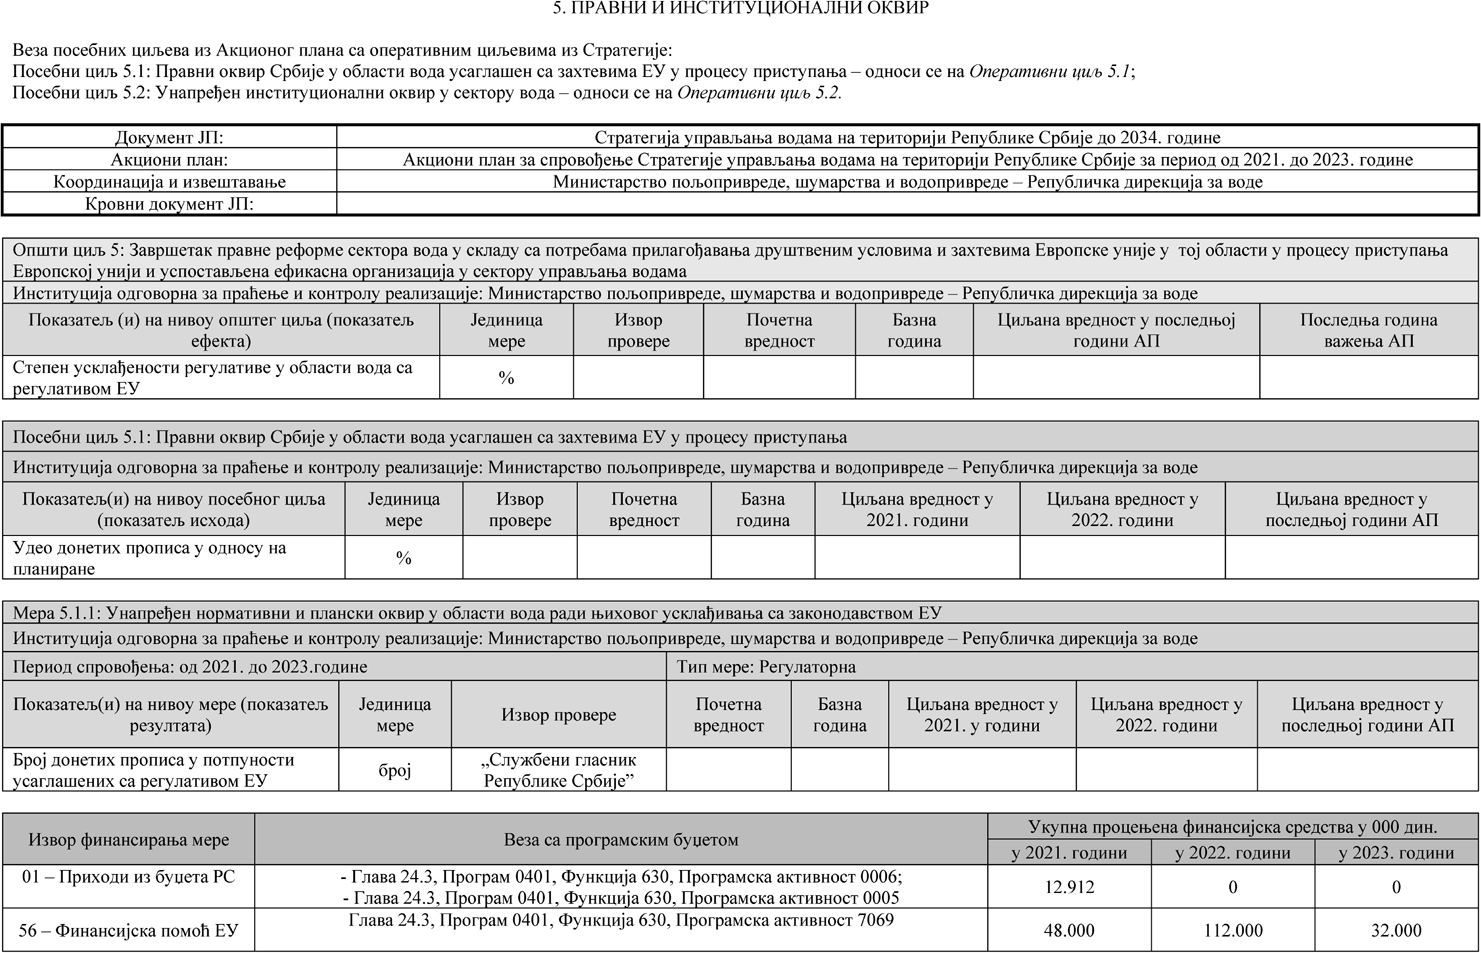 5. ПРАВНИ И ИНСТИТУЦИОНАЛНИ ОКВИР
Веза посебних циљева из Акционог плана са оперативним циљевима из Стратегије:
Посебни циљ 5.1: Правни оквир Србије у области вода усаглашен са захтевима ЕУ у процесу приступања – односи се на Оперативни циљ 5.1;
Посебни циљ 5.2: Унапређен институционални оквир у сектору вода – односи се на Оперативни циљ 5.2.
Документ ЈП: Стратегија управљања водама на територији Републике Србије до 2034. године
Акциони план: Акциони план за спровођење Стратегије управљања водама на територији Републике Србије за период од 2021. до 2023. године
Координација и извештавање Министарство пољопривреде, шумарства и водопривреде – Републичка дирекција за воде
Кровни документ ЈП:
Општи циљ 5: Завршетак правне реформе сектора вода у складу са потребама прилагођавања друштвеним условима и захтевима Европске уније у тој области у процесу приступања
Европској унији и успостављена ефикасна организација у сектору управљања водама
Институција одговорна за праћење и контролу реализације: Министарство пољопривреде, шумарства и водопривреде – Републичка дирекција за воде
Показатељ (и) на нивоу општег циља (показатељ
ефекта)
Јединица
мере
Извор
провере
Почетна
вредност
Базна
година
Циљана вредност у последњој
години АП
Последња година
важења АП
Степен усклађености регулативе у области вода са
регулативом ЕУ
%
Посебни циљ 5.1: Правни оквир Србије у области вода усаглашен са захтевима ЕУ у процесу приступања
Институција одговорна за праћење и контролу реализације: Министарство пољопривреде, шумарства и водопривреде – Републичка дирекција за воде
Показатељ(и) на нивоу посебног циља
(показатељ исхода)
Јединица
мере
Извор
провере
Почетна
вредност
Базна
година
Циљана вредност у
2021. години
Циљана вредност у
2022. години
Циљана вредност у
последњој години АП
Удео донетих прописа у односу на
планиране
%
Мера 5.1.1: Унапређен нормативни и плански оквир у области вода ради њиховог усклађивања са законодавством ЕУ
Институција одговорна за праћење и контролу реализације: Министарство пољопривреде, шумарства и водопривреде – Републичка дирекција за воде
Период спровођења: од 2021. до 2023.године
Тип мере: Регулаторна
Показатељ(и) на нивоу мере (показатељ
резултата)
Јединица
мере
Извор провере
Почетна
вредност
Базна
година
Циљана вредност у
2021. у години
Циљана вредност у
2022. години
Циљана вредност у
последњој години АП
Број донетих прописа у потпуности
усаглашених са регулативом ЕУ
број
„Службени гласник
Републике Србије”
Извор финансирања мере
Веза са програмским буџетом
Укупна процењена финансијска средства у 000 дин.
у 2021. години
у 2022. години
у 2023. години
01 – Приходи из буџета РС
- Глава 24.3, Програм 0401, Функција 630, Програмска активност 0006;
- Глава 24.3, Програм 0401, Функција 630, Програмска активност 0005
12.912
0
0
56 – Финансијска помоћ ЕУ
Глава 24.3, Програм 0401, Функција 630, Програмска активност 7069
48.000
112.000
32.000